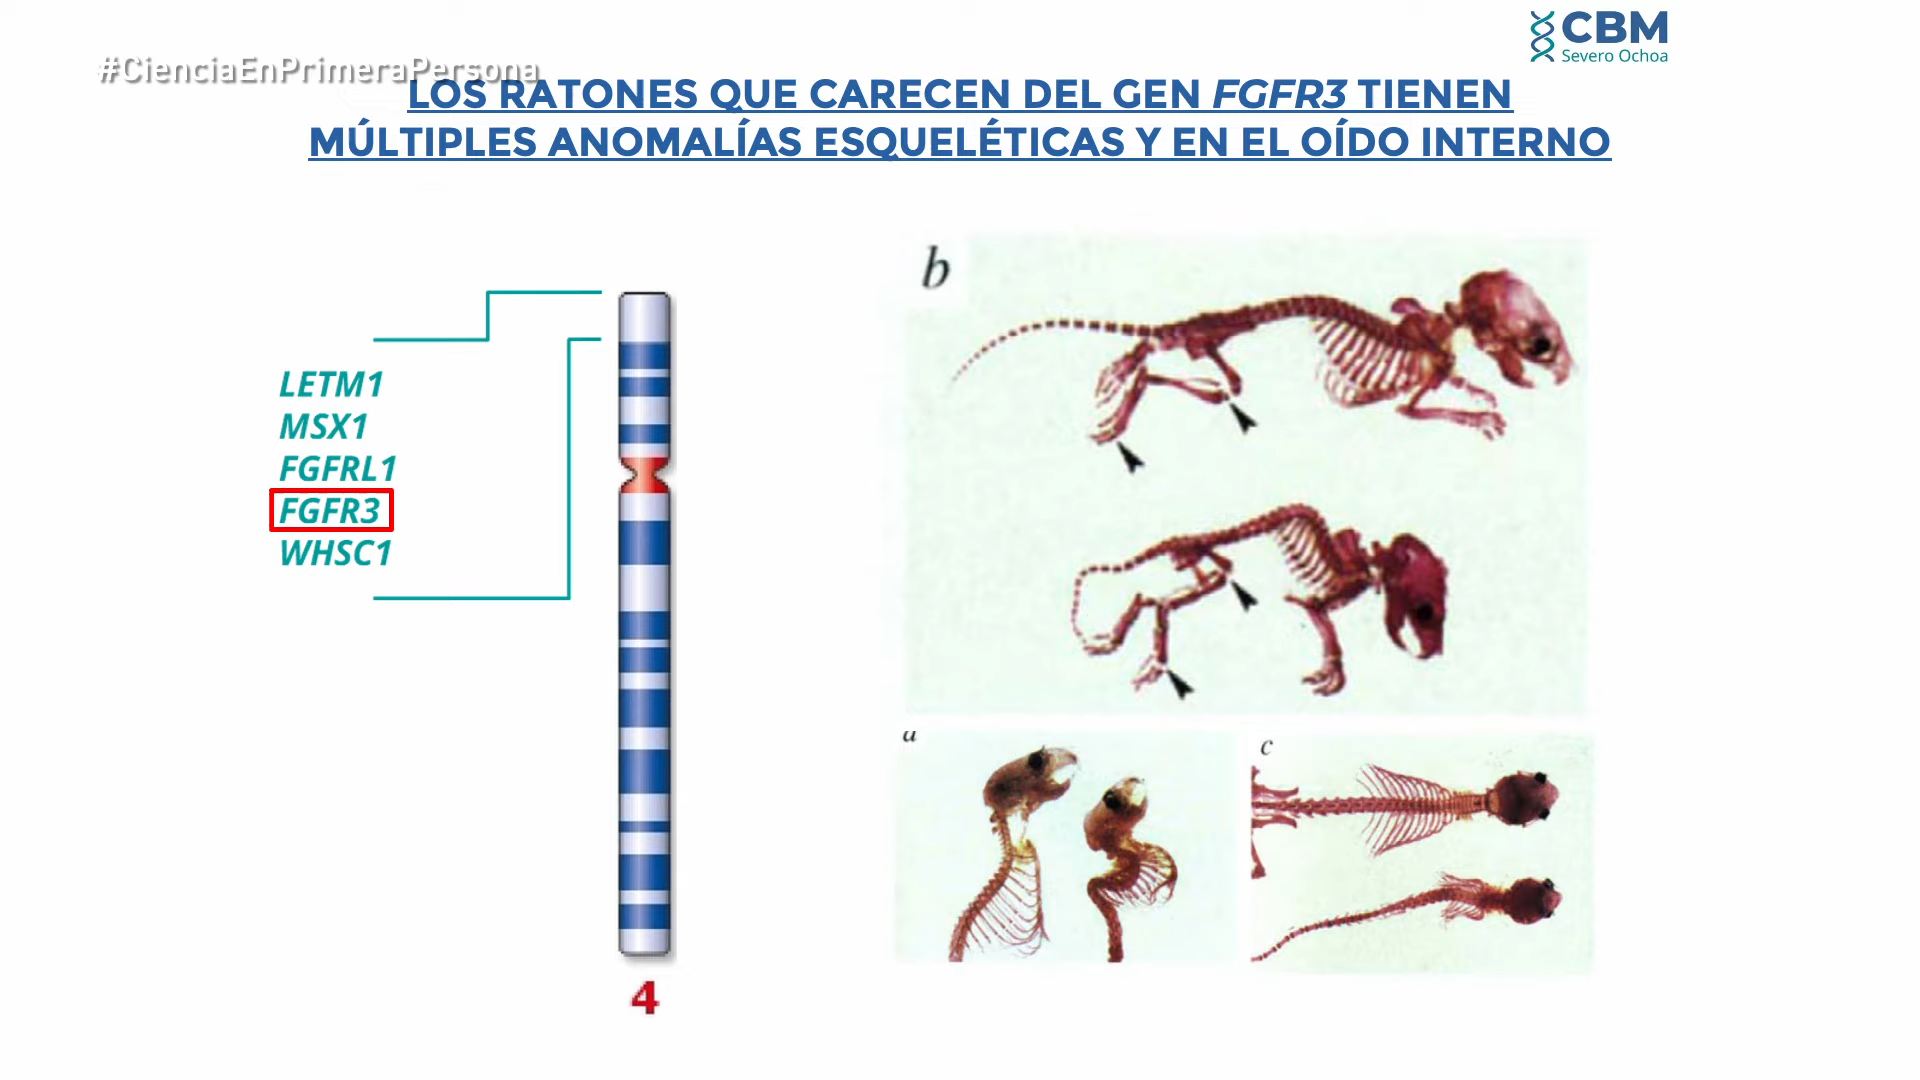 CBM
Severo Ochoa
#CienciaEnPrimeraPersona
LOS RATONES QUE CARECEN DEL GEN FGFR3 TIENEN
MÚLTIPLES ANOMALÍAS ESQUELÉTICAS Y EN EL OÍDO INTERNO
LETM1
MSX1
FGFRL1
FGFR3
WHSC1
4
b
a
c